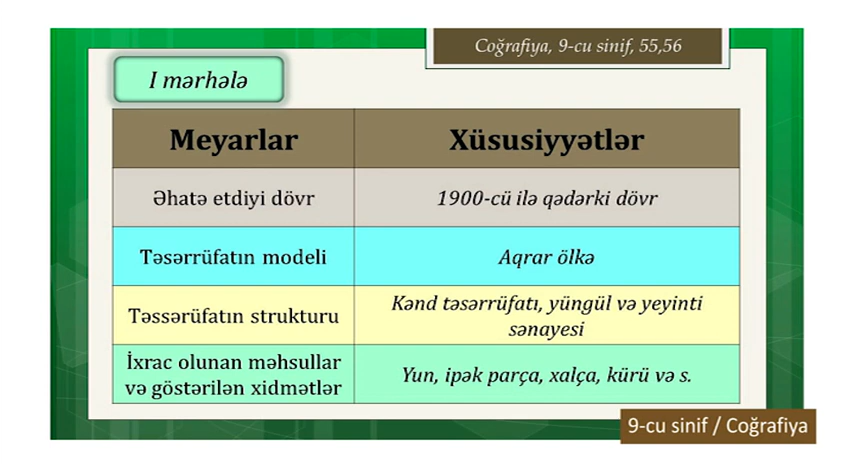 Coğrafiya, 9-cu sinif, 55,56
I mərhələ
Meyarlar
Xüsusiyyətlər
Əhatə etdiyi dövr
1900-cü ilə qədərki dövr
Təsərrüfatın modeli
Aqrar ölkə
Təssərüfatın strukturu
Kənd təsərrüfatı, yüngül və yeyinti
sənayesi
İxrac olunan məhsullar
və göstərilən xidmətlər
Yun, ipək parça, xalça, kürü və s.
9-cu sinif / Coğrafiya